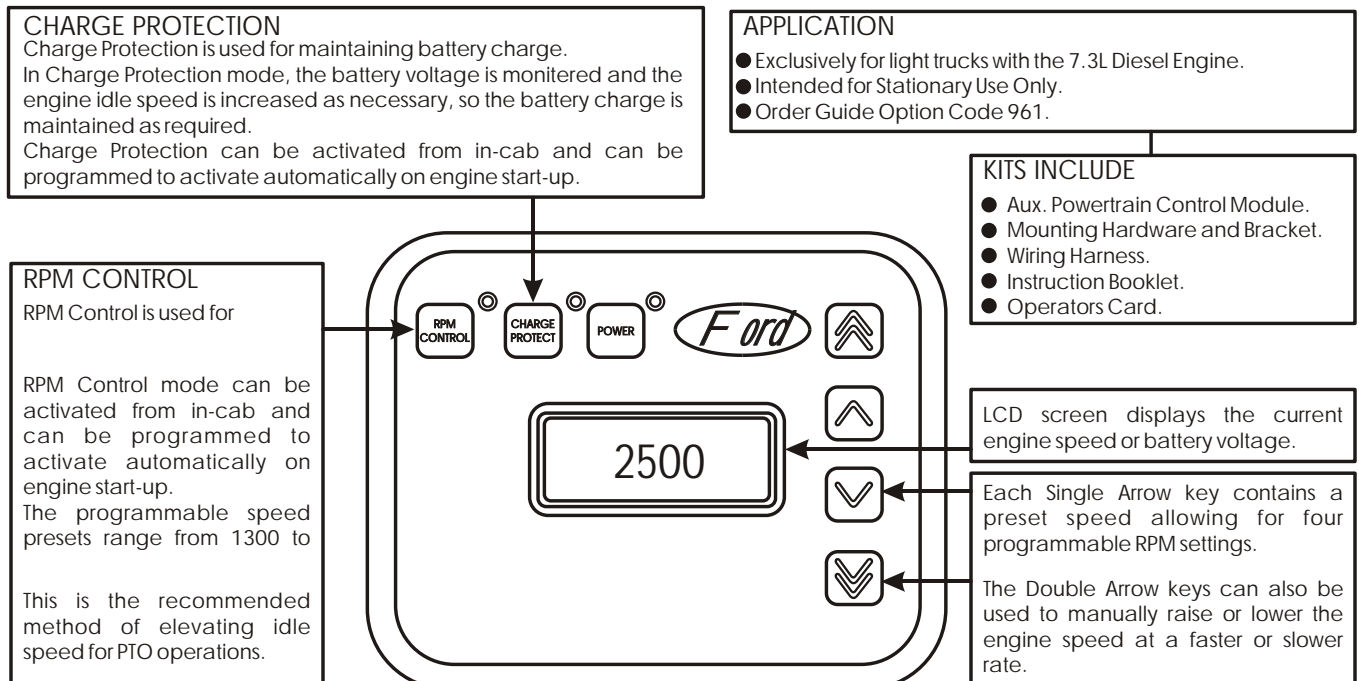 CHARGE PROTECTION
Charge Protection is used for maintaining battery charge.
In Charge Protection mode, the battery voltage is monitered and the
engine idle speed is increased as necessary, so the battery charge is
maintained as required.
Charge Protection can be activated from in-cab and can be
programmed to activate automatically on engine start-up.
APPLICATION
● Exclusively for light trucks with the 7.3L Diesel Engine.
● Intended for Stationary Use Only.
● Order Guide Option Code 961.
KITS INCLUDE
● Aux. Powertrain Control Module.
● Mounting Hardware and Bracket.
● Wiring Harness.
● Instruction Booklet.
● Operators Card.
RPM CONTROL
RPM Control is used for
RPM Control mode can be
activated from in-cab and
can be programmed to
activate automatically on
engine start-up.
The programmable speed
presets range from 1300 to
This is the recommended
method of elevating idle
speed for PTO operations.
RPM
CONTROL
CHARGE
PROTECT
POWER
Ford
2500
LCD screen displays the current
engine speed or battery voltage.
Each Single Arrow key contains a
preset speed allowing for four
programmable RPM settings.
The Double Arrow keys can also be
used to manually raise or lower the
engine speed at a faster or slower
rate.